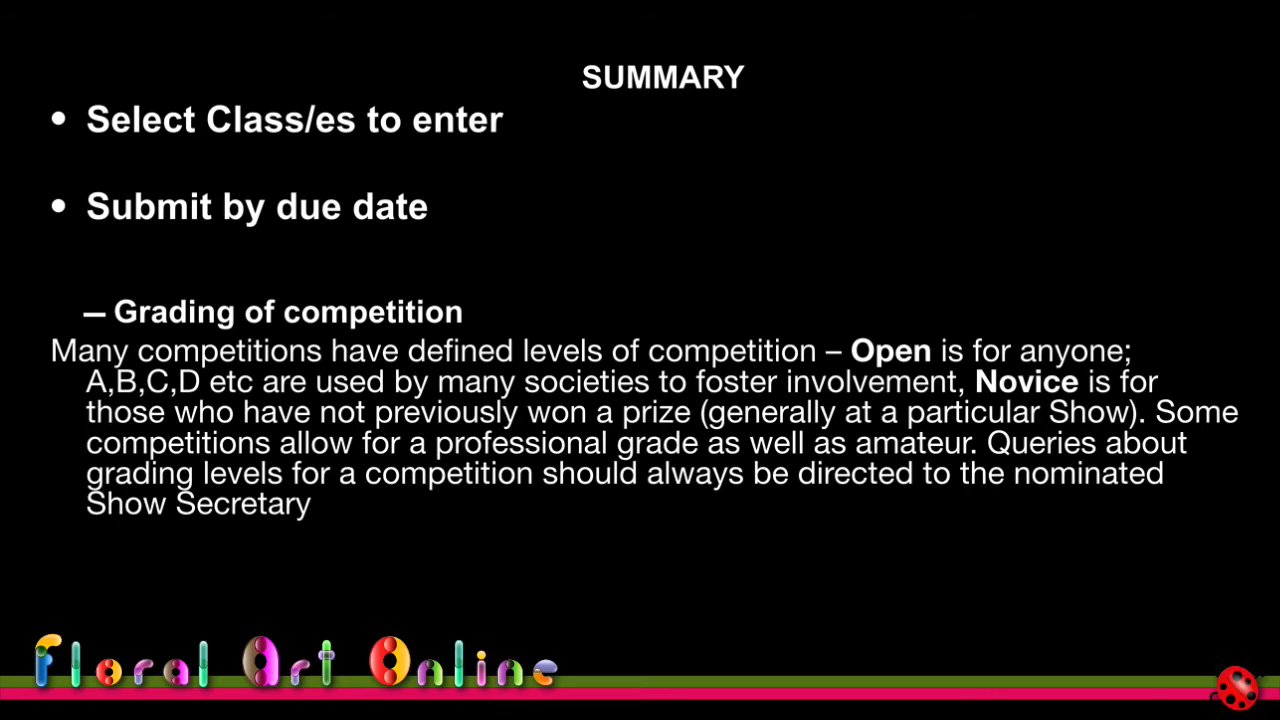 SUMMARY
• Select Class/es to enter
• Submit by due date
– Grading of competition
Many competitions have defined levels of competition – Open is for anyone;
A,B,C,D etc are used by many societies to foster involvement, Novice is for
those who have not previously won a prize (generally at a particular Show). Some
competitions allow for a professional grade as well as amateur. Queries about
grading levels for a competition should always be directed to the nominated
Show Secretary
Floral Art Online